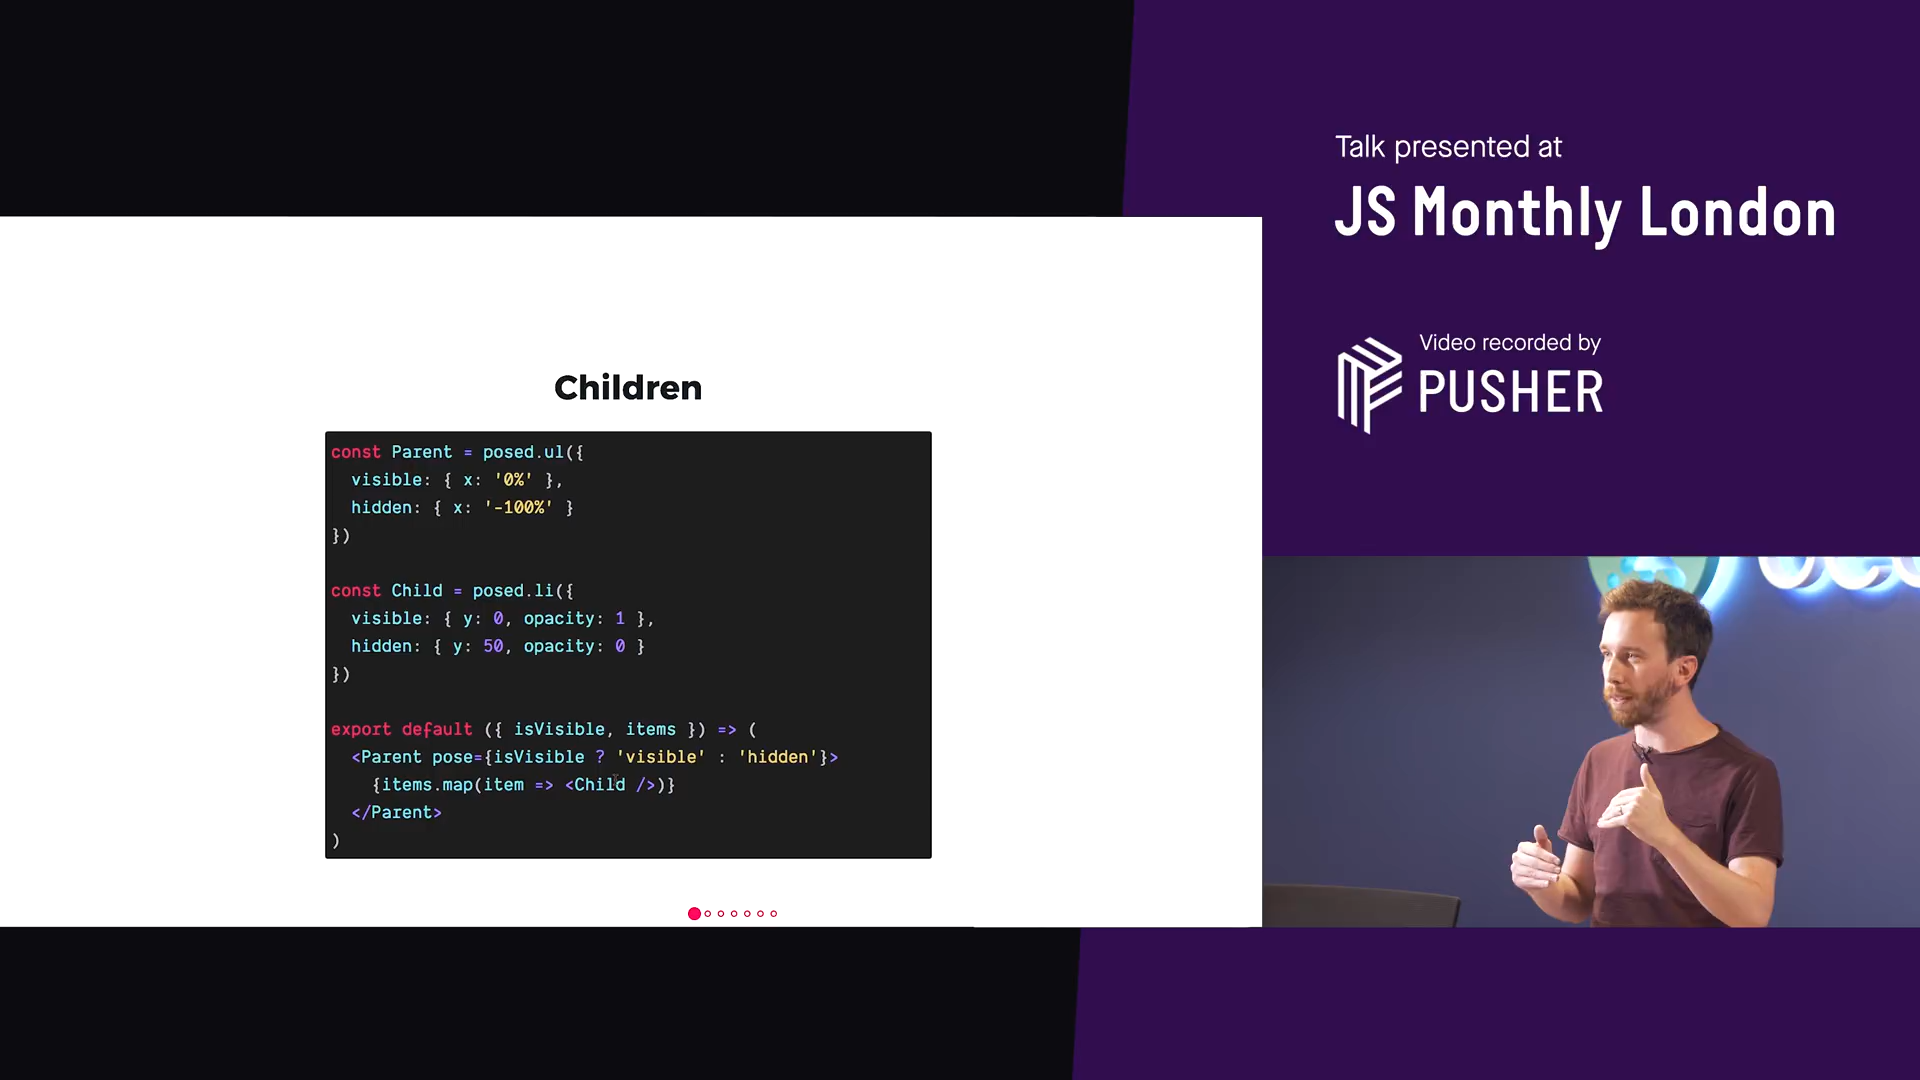 Talk presented at
JS Monthly London
Video recorded by
PUSHER
Children
const Parent = posed.ul({
  visible: { x: '0%' },
  hidden: { x: '-100%' }
})
const Child = posed.li({
  visible: { y: 0, opacity: 1 },
  hidden: { y: 50, opacity: 0 }
})
export default ({ isVisible, items }) => (
  <Parent pose={isVisible ? 'visible' : 'hidden'}>
    {items.map(item => <Child />)}
  </Parent>
)